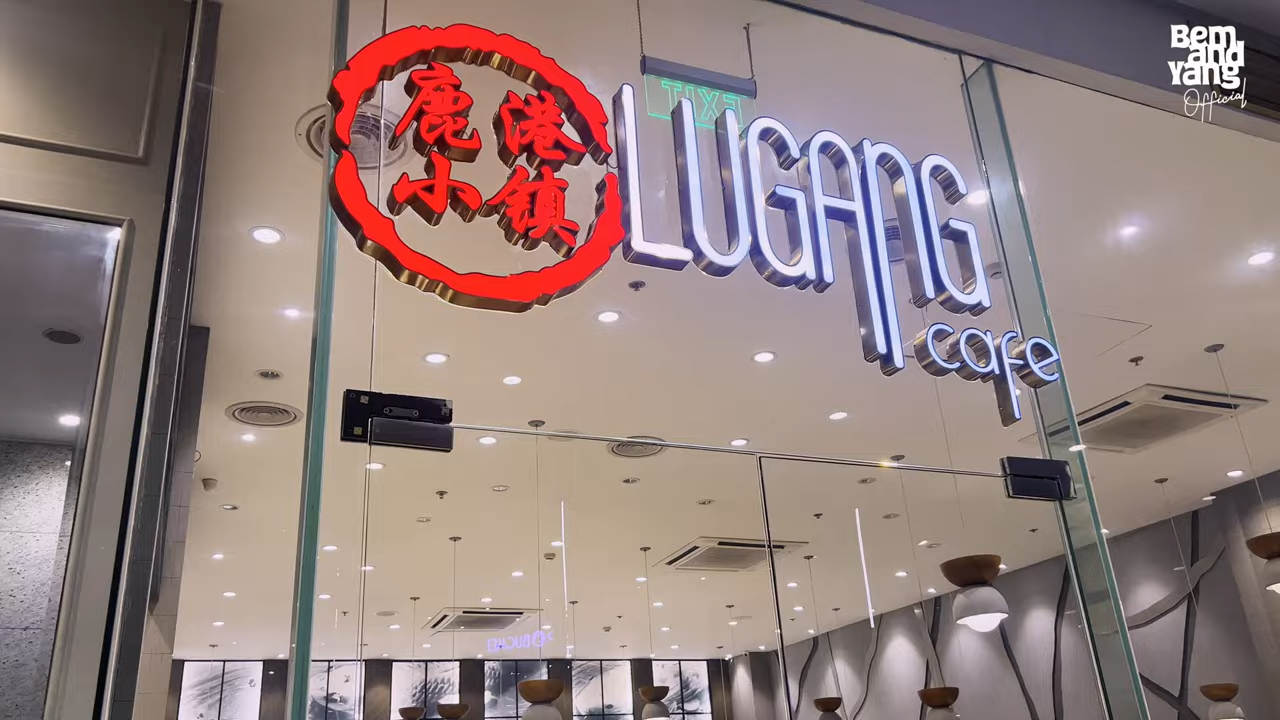 鹿港
小镇
LUGANG
cafe
EXIT
Bem
and
Yang
Official